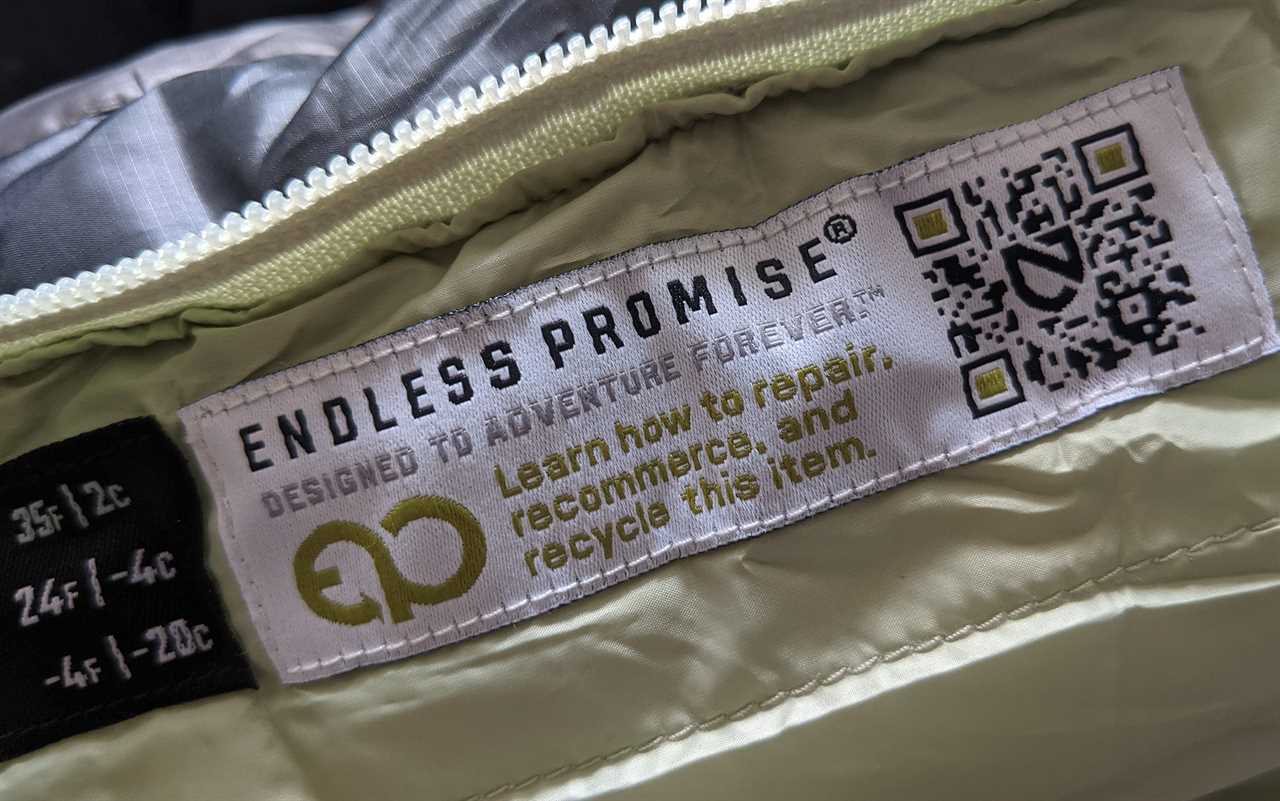 ENDLESS PROMISE®
DESIGNED TO ADVENTURE FOREVER.™
Learn how to repair,
recommerce, and
recycle this item.
ep
35F | 2C
24F | -4C
-4F | -20C